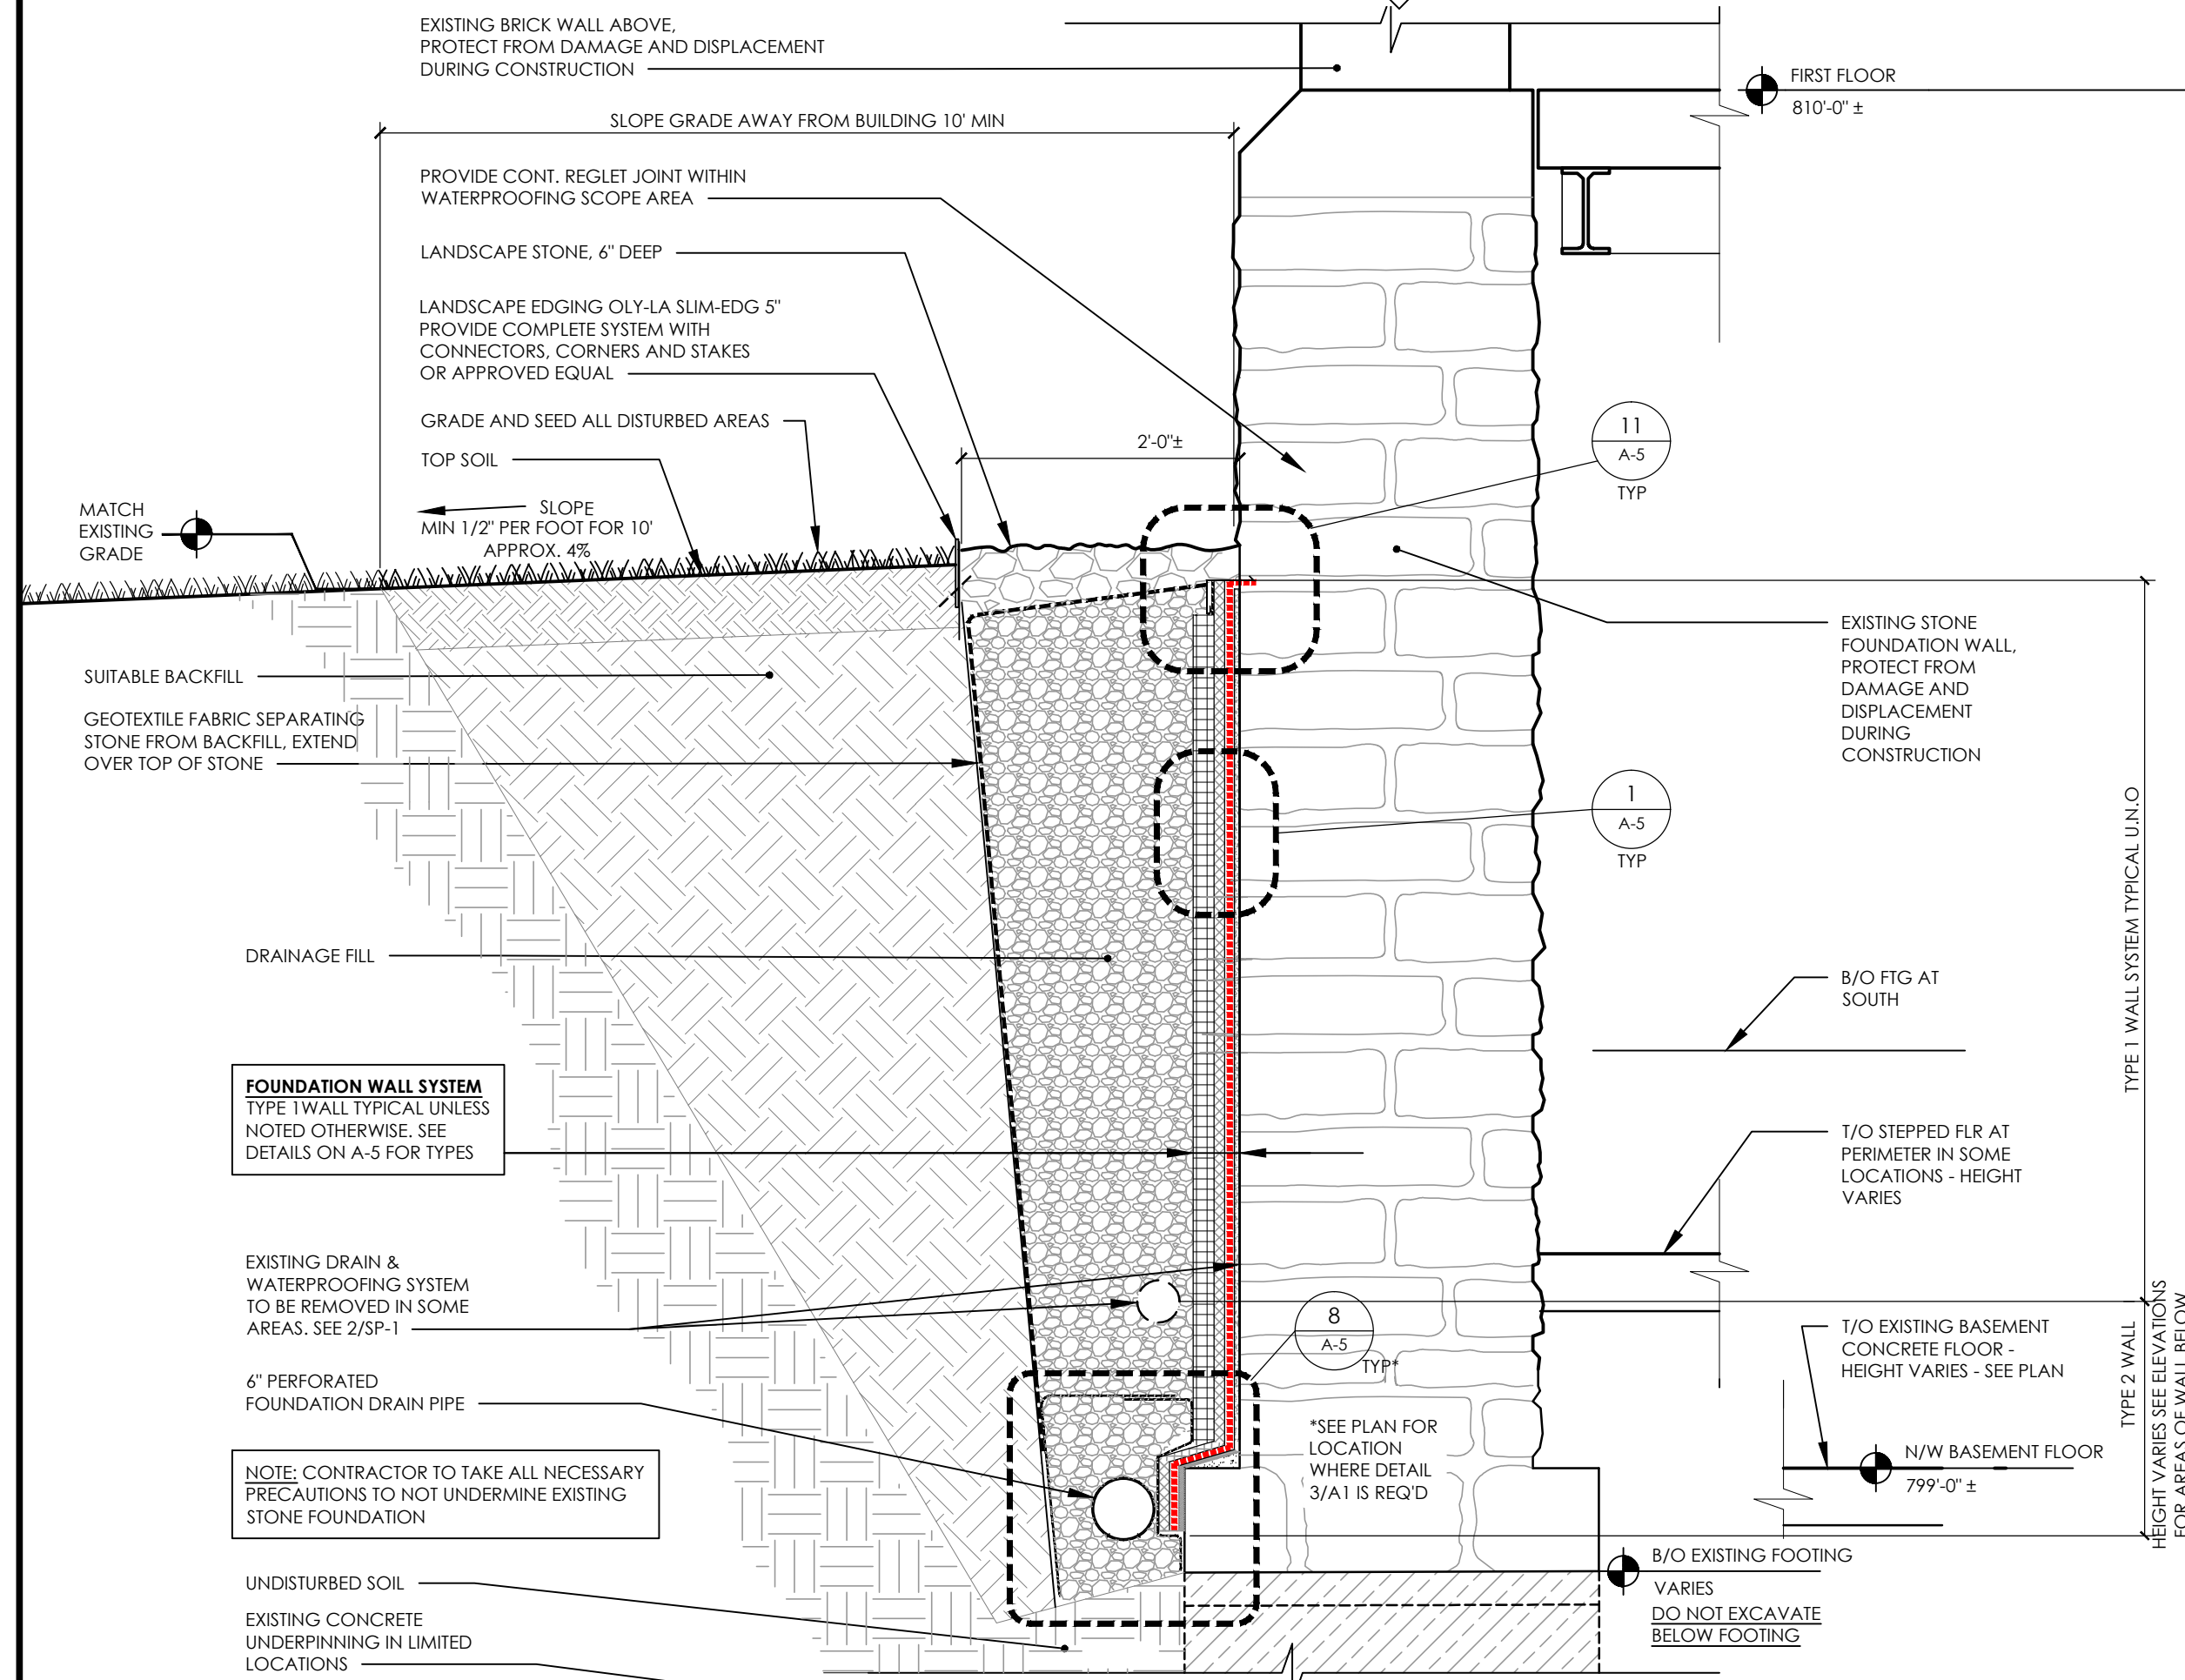 EXISTING BRICK WALL ABOVE,
PROTECT FROM DAMAGE AND DISPLACEMENT
DURING CONSTRUCTION
FIRST FLOOR
810'-0" ±
SLOPE GRADE AWAY FROM BUILDING 10' MIN
PROVIDE CONT. REGLET JOINT WITHIN
WATERPROOFING SCOPE AREA
LANDSCAPE STONE, 6" DEEP
LANDSCAPE EDGING OLY-LA SLIM-EDG 5"
PROVIDE COMPLETE SYSTEM WITH
CONNECTORS, CORNERS AND STAKES
OR APPROVED EQUAL
GRADE AND SEED ALL DISTURBED AREAS
TOP SOIL
2'-0"±
11
A-5
TYP
MATCH
EXISTING
GRADE
SLOPE
MIN 1/2" PER FOOT FOR 10'
APPROX. 4%
SUITABLE BACKFILL
GEOTEXTILE FABRIC SEPARATING
STONE FROM BACKFILL, EXTEND
OVER TOP OF STONE
EXISTING STONE
FOUNDATION WALL,
PROTECT FROM
DAMAGE AND
DISPLACEMENT
DURING
CONSTRUCTION
1
A-5
TYP
TYPE 1 WALL SYSTEM TYPICAL U.N.O
DRAINAGE FILL
B/O FTG AT
SOUTH
FOUNDATION WALL SYSTEM
TYPE 1WALL TYPICAL UNLESS
NOTED OTHERWISE. SEE
DETAILS ON A-5 FOR TYPES
T/O STEPPED FLR AT
PERIMETER IN SOME
LOCATIONS - HEIGHT
VARIES
EXISTING DRAIN &
WATERPROOFING SYSTEM
TO BE REMOVED IN SOME
AREAS. SEE 2/SP-1
8
A-5
TYP*
T/O EXISTING BASEMENT
CONCRETE FLOOR -
HEIGHT VARIES - SEE PLAN
TYPE 2 WALL
HEIGHT VARIES SEE ELEVATIONS
FOR AREAS OF WALL BELOW
6" PERFORATED
FOUNDATION DRAIN PIPE
*SEE PLAN FOR
LOCATION
WHERE DETAIL
3/A1 IS REQ'D
N/W BASEMENT FLOOR
799'-0" ±
NOTE: CONTRACTOR TO TAKE ALL NECESSARY
PRECAUTIONS TO NOT UNDERMINE EXISTING
STONE FOUNDATION
B/O EXISTING FOOTING
VARIES
DO NOT EXCAVATE
BELOW FOOTING
UNDISTURBED SOIL
EXISTING CONCRETE
UNDERPINNING IN LIMITED
LOCATIONS